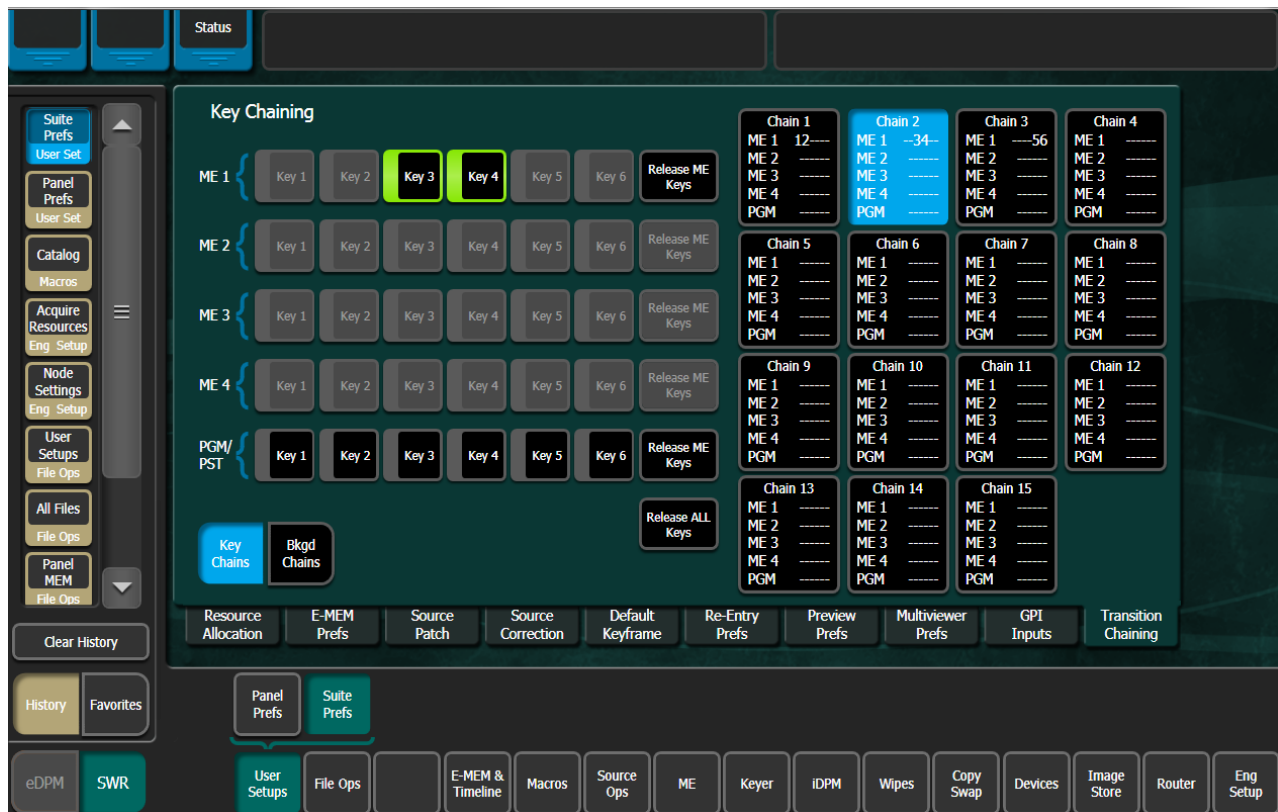 Status
Suite
Prefs
User Set
Panel
Prefs
User Set
Catalog
Macros
Acquire
Resources
Eng Setup
Node
Settings
Eng Setup
User
Setups
File Ops
All Files
File Ops
Panel
MEM
File Ops
Clear History
History Favorites
eDPM SWR
Key Chaining
ME 1 Key 1 Key 2 Key 3 Key 4 Key 5 Key 6 Release ME
Keys
ME 2 Key 1 Key 2 Key 3 Key 4 Key 5 Key 6 Release ME
Keys
ME 3 Key 1 Key 2 Key 3 Key 4 Key 5 Key 6 Release ME
Keys
ME 4 Key 1 Key 2 Key 3 Key 4 Key 5 Key 6 Release ME
Keys
PGM/
PST Key 1 Key 2 Key 3 Key 4 Key 5 Key 6 Release ME
Keys
Release ALL
Keys
Key
Chains
Bkgd
Chains
Chain 1
ME 1 12----
ME 2 ------
ME 3 ------
ME 4 ------
PGM ------
Chain 2
ME 1 --34--
ME 2 ------
ME 3 ------
ME 4 ------
PGM ------
Chain 3
ME 1 ----56
ME 2 ------
ME 3 ------
ME 4 ------
PGM ------
Chain 4
ME 1 ------
ME 2 ------
ME 3 ------
ME 4 ------
PGM ------
Chain 5
ME 1 ------
ME 2 ------
ME 3 ------
ME 4 ------
PGM ------
Chain 6
ME 1 ------
ME 2 ------
ME 3 ------
ME 4 ------
PGM ------
Chain 7
ME 1 ------
ME 2 ------
ME 3 ------
ME 4 ------
PGM ------
Chain 8
ME 1 ------
ME 2 ------
ME 3 ------
ME 4 ------
PGM ------
Chain 9
ME 1 ------
ME 2 ------
ME 3 ------
ME 4 ------
PGM ------
Chain 10
ME 1 ------
ME 2 ------
ME 3 ------
ME 4 ------
PGM ------
Chain 11
ME 1 ------
ME 2 ------
ME 3 ------
ME 4 ------
PGM ------
Chain 12
ME 1 ------
ME 2 ------
ME 3 ------
ME 4 ------
PGM ------
Chain 13
ME 1 ------
ME 2 ------
ME 3 ------
ME 4 ------
PGM ------
Chain 14
ME 1 ------
ME 2 ------
ME 3 ------
ME 4 ------
PGM ------
Chain 15
ME 1 ------
ME 2 ------
ME 3 ------
ME 4 ------
PGM ------
Resource
Allocation
E-MEM
Prefs
Source
Patch
Source
Correction
Default
Keyframe
Re-Entry
Prefs
Preview
Prefs
Multiviewer
Prefs
GPI
Inputs
Transition
Chaining
Panel
Prefs
Suite
Prefs
User
Setups
File Ops
E-MEM &
Timeline
Macros
Source
Ops
ME
Keyer
iDPM
Wipes
Copy
Swap
Devices
Image
Store
Router
Eng
Setup